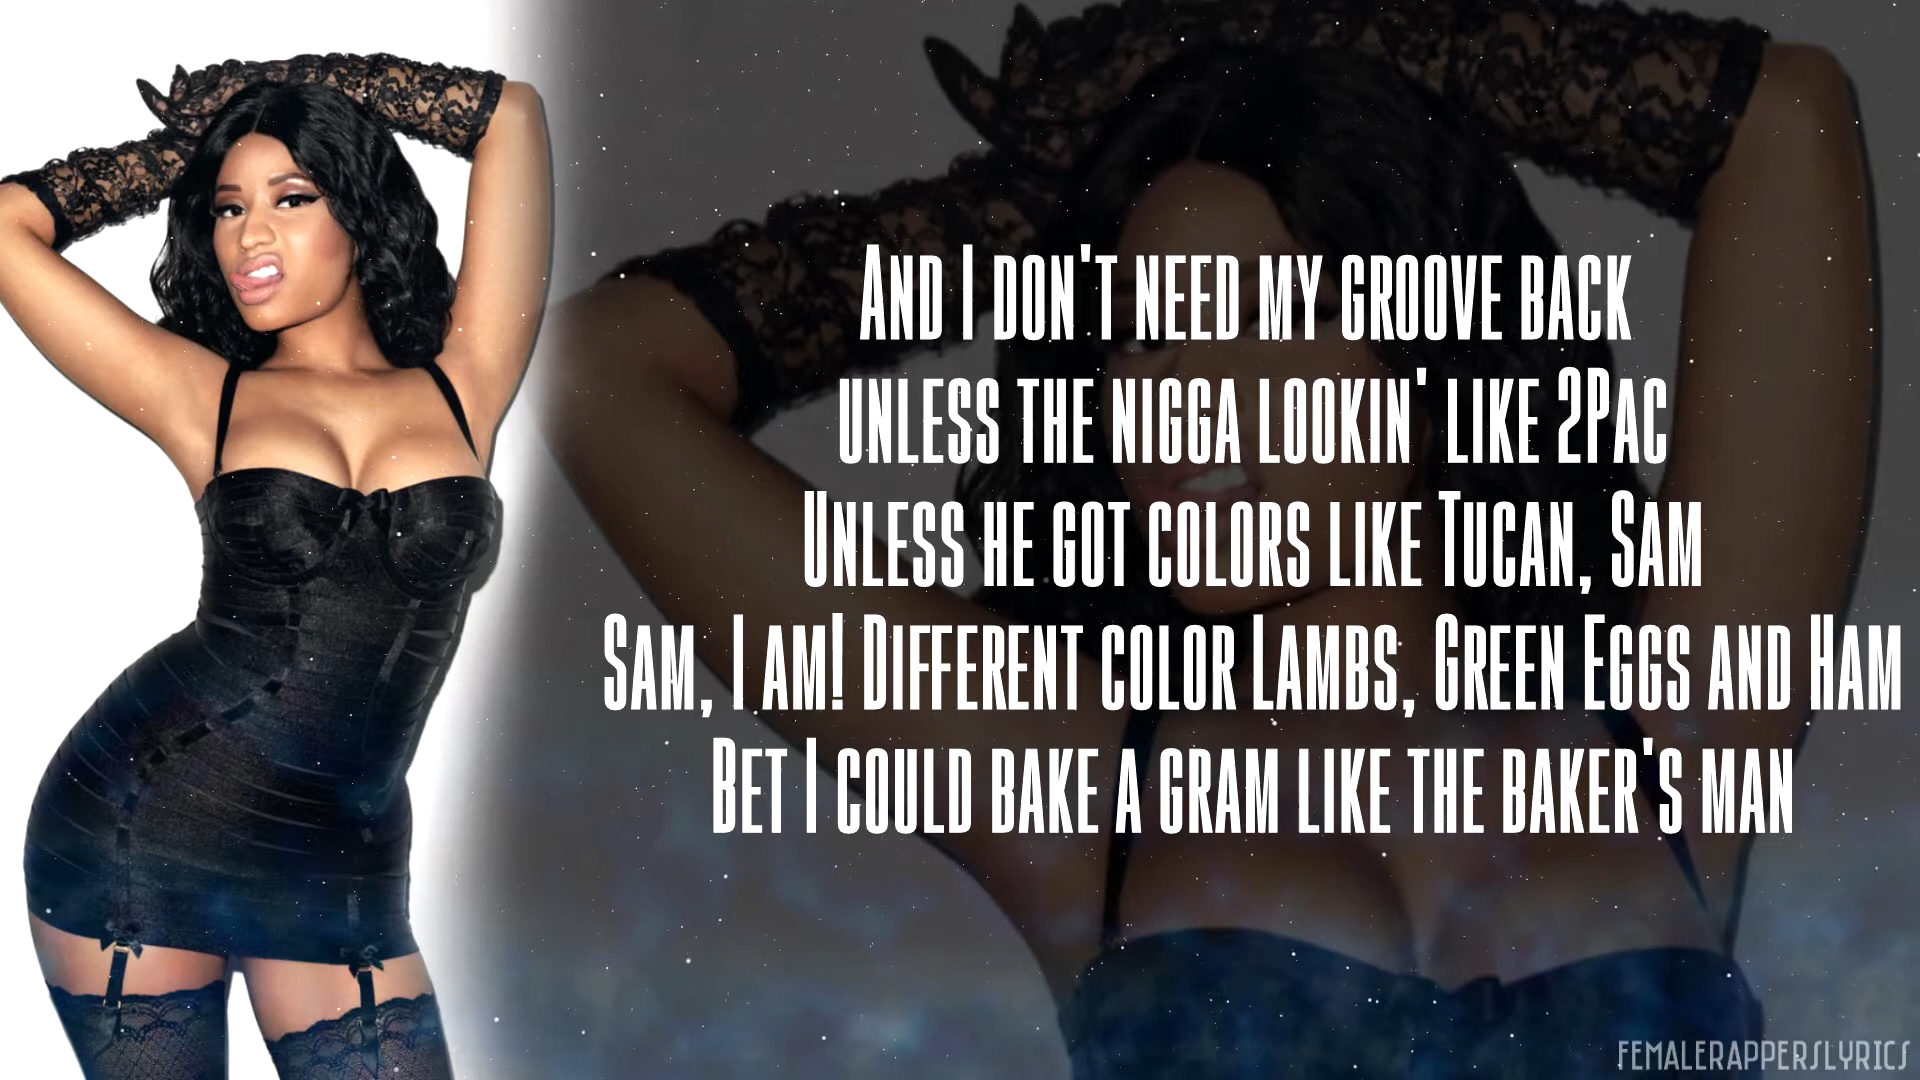 And I don't need my groove back
unless the nigga lookin' like 2Pac
Unless he got colors like Tucan, Sam
Sam, I am! Different color Lambs, Green Eggs and Ham
Bet I could bake a gram like the baker's man
FEMALERAPPERSLYRICS